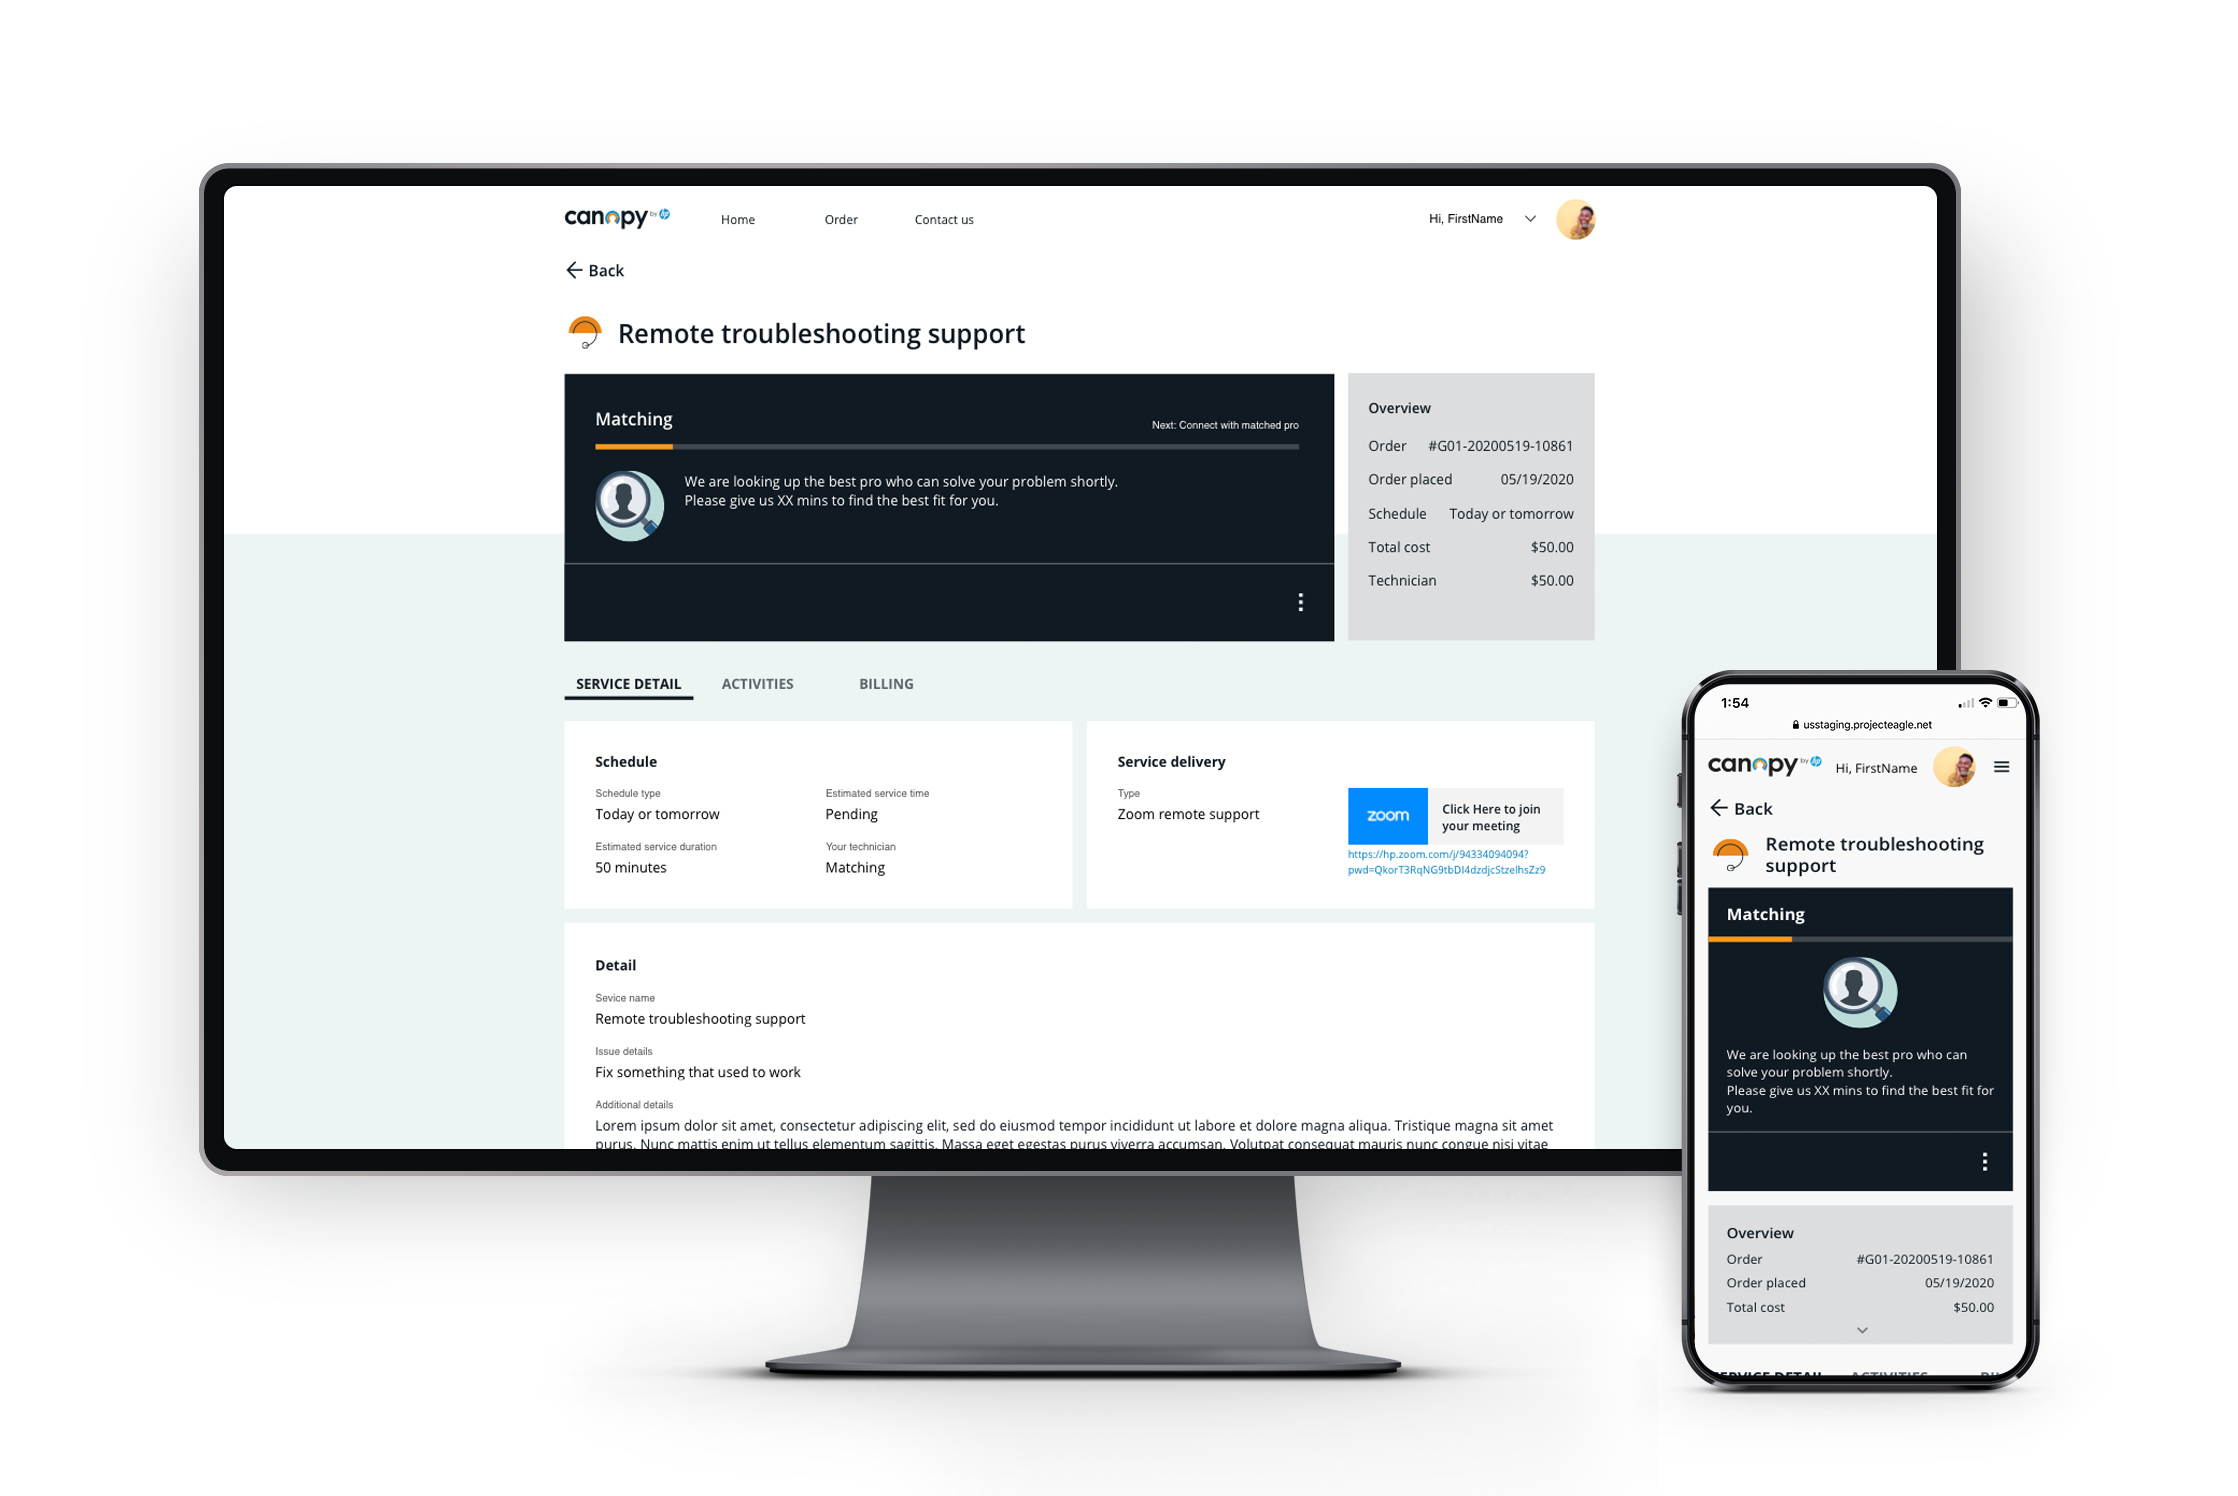 canopy by hp
Home
Order
Contact us
Hi, FirstName
Back
Remote troubleshooting support
Matching
Next: Connect with matched pro
We are looking up the best pro who can solve your problem shortly.
Please give us XX mins to find the best fit for you.
Overview
Order #G01-20200519-10861
Order placed 05/19/2020
Schedule Today or tomorrow
Total cost $50.00
Technician $50.00
SERVICE DETAIL
ACTIVITIES
BILLING
Schedule
Schedule type
Today or tomorrow
Estimated service time
Pending
Estimated service duration
50 minutes
Your technician
Matching
Service delivery
Type
Zoom remote support
zoom
Click Here to join
your meeting
https://hp.zoom.com/j/94334094094?
pwd=QkorT3RqNG9tbDI4dzdjcStzelhsZz9
Detail
Sevice name
Remote troubleshooting support
Issue details
Fix something that used to work
Additional details
Lorem ipsum dolor sit amet, consectetur adipiscing elit, sed do eiusmod tempor incididunt ut labore et dolore magna aliqua. Tristique magna sit amet
purus. Nunc mattis enim ut tellus elementum sagittis. Massa eget egestas purus viverra accumsan. Volutpat consequat mauris nunc congue nisi vitae
1:54
usstaging.projecteagle.net
canopy by hp
Hi, FirstName
Back
Remote troubleshooting
support
Matching
We are looking up the best pro who can
solve your problem shortly.
Please give us XX mins to find the best fit for
you.
Overview
Order #G01-20200519-10861
Order placed 05/19/2020
Total cost $50.00
SERVICE DETAIL
ACTIVITIES